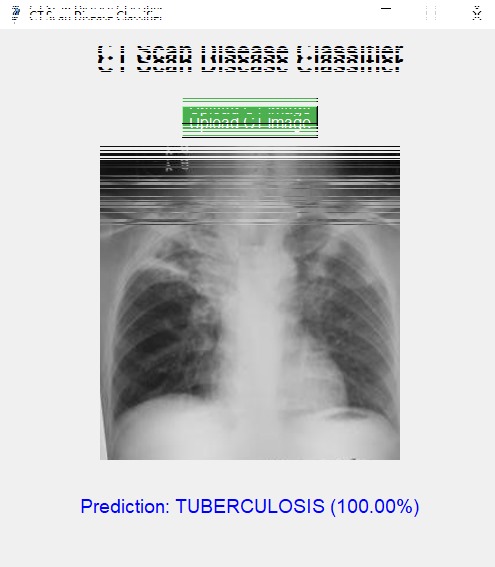 CT Scan Disease Classifier
CT Scan Disease Classifier
Upload CT Image
Prediction: TUBERCULOSIS (100.00%)